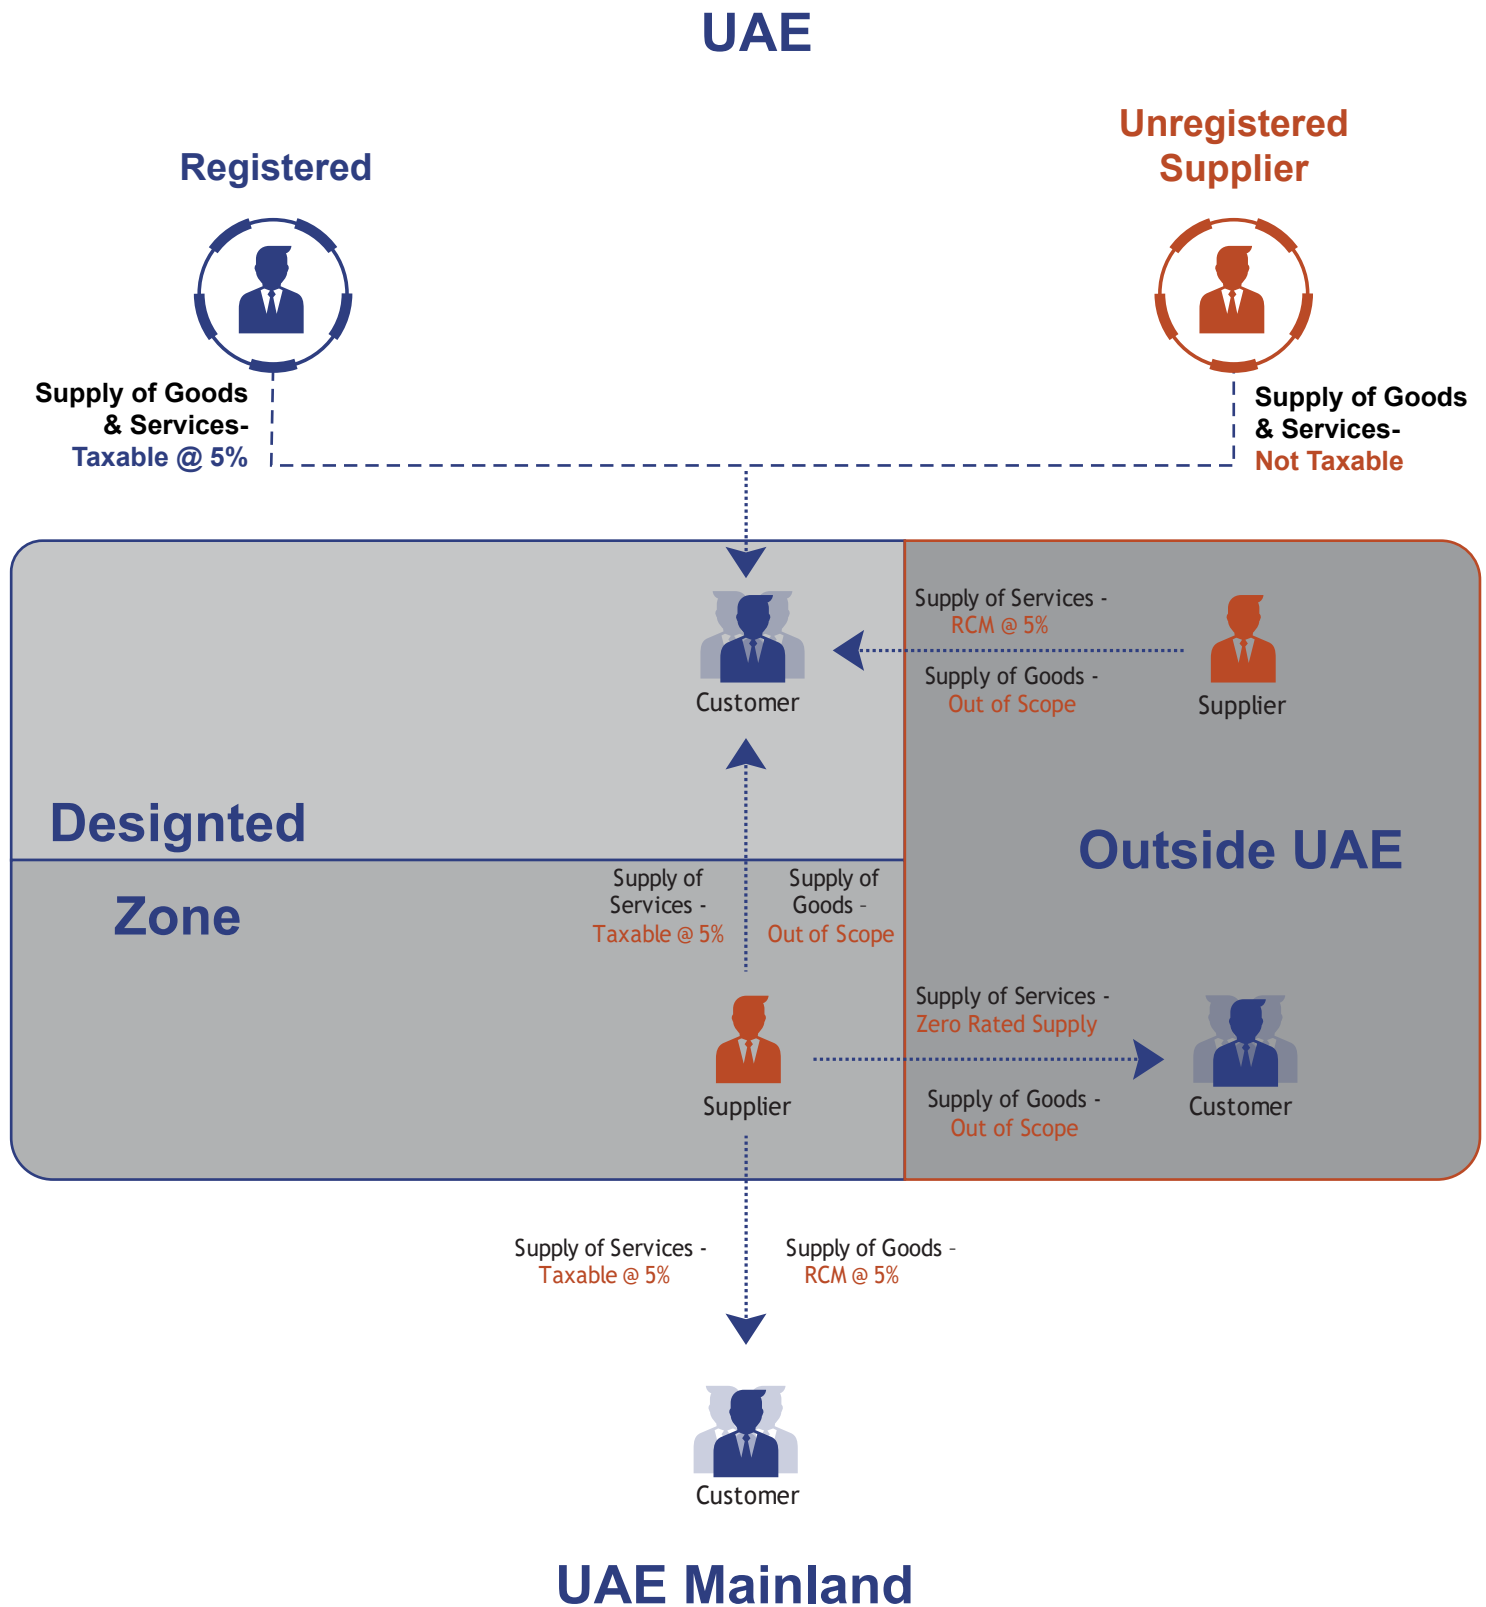 UAE
Registered
Unregistered
Supplier
Supply of Goods
& Services-
Taxable @ 5%
Supply of Goods
& Services-
Not Taxable
Customer
Supply of Services -
RCM @ 5%
Supply of Goods -
Out of Scope
Supplier
Designted
Zone
Outside UAE
Supply of
Services -
Taxable @ 5%
Supply of
Goods –
Out of Scope
Supplier
Supply of Services -
Zero Rated Supply
Supply of Goods -
Out of Scope
Customer
Supply of Services -
Taxable @ 5%
Supply of Goods –
RCM @ 5%
Customer
UAE Mainland